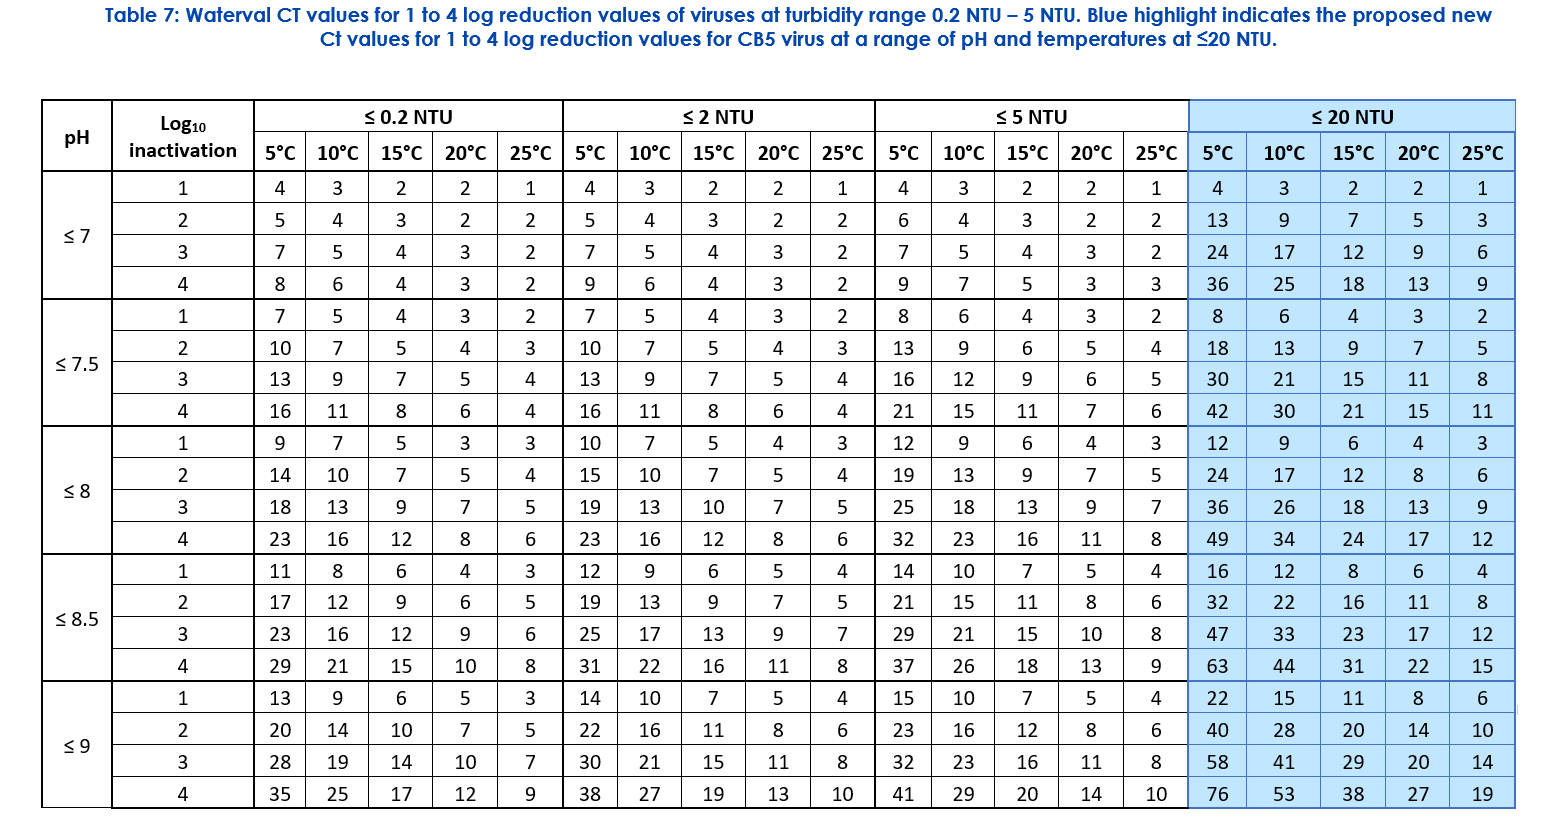 Table 7: Waterval CT values for 1 to 4 log reduction values of viruses at turbidity range 0.2 NTU – 5 NTU. Blue highlight indicates the proposed new
Ct values for 1 to 4 log reduction values for CB5 virus at a range of pH and temperatures at ≤20 NTU.
pH Log₁₀ inactivation ≤ 0.2 NTU ≤ 2 NTU ≤ 5 NTU ≤ 20 NTU
5°C 10°C 15°C 20°C 25°C 5°C 10°C 15°C 20°C 25°C 5°C 10°C 15°C 20°C 25°C 5°C 10°C 15°C 20°C 25°C
≤ 7
1 4 3 2 2 1 4 3 2 2 1 4 3 2 2 1 4 3 2 2 1
2 5 4 3 2 2 5 4 3 2 2 6 4 3 2 2 13 9 7 5 3
3 7 5 4 3 2 7 5 4 3 2 7 5 4 3 2 24 17 12 9 6
4 8 6 4 3 2 9 6 4 3 2 9 7 5 3 3 36 25 18 13 9
≤ 7.5
1 7 5 4 3 2 7 5 4 3 2 8 6 4 3 2 8 6 4 3 2
2 10 7 5 4 3 10 7 5 4 3 13 9 6 5 4 18 13 9 7 5
3 13 9 7 5 4 13 9 7 5 4 16 12 9 6 5 30 21 15 11 8
4 16 11 8 6 4 16 11 8 6 4 21 15 11 7 6 42 30 21 15 11
≤ 8
1 9 7 5 3 3 10 7 5 4 3 12 9 6 4 3 12 9 6 4 3
2 14 10 7 5 4 15 10 7 5 4 19 13 9 7 5 24 17 12 8 6
3 18 13 9 7 5 19 13 10 7 5 25 18 13 9 7 36 26 18 13 9
4 23 16 12 8 6 23 16 12 8 6 32 23 16 11 8 49 34 24 17 12
≤ 8.5
1 11 8 6 4 3 12 9 6 5 4 14 10 7 5 4 16 12 8 6 4
2 17 12 9 6 5 19 13 9 7 5 21 15 11 8 6 32 22 16 11 8
3 23 16 12 9 6 25 17 13 9 7 29 21 15 10 8 47 33 23 17 12
4 29 21 15 10 8 31 22 16 11 8 37 26 18 13 9 63 44 31 22 15
≤ 9
1 13 9 6 5 3 14 10 7 5 4 15 10 7 5 4 22 15 11 8 6
2 20 14 10 7 5 22 16 11 8 6 23 16 12 8 6 40 28 20 14 10
3 28 19 14 10 7 30 21 15 11 8 32 23 16 11 8 58 41 29 20 14
4 35 25 17 12 9 38 27 19 13 10 41 29 20 14 10 76 53 38 27 19